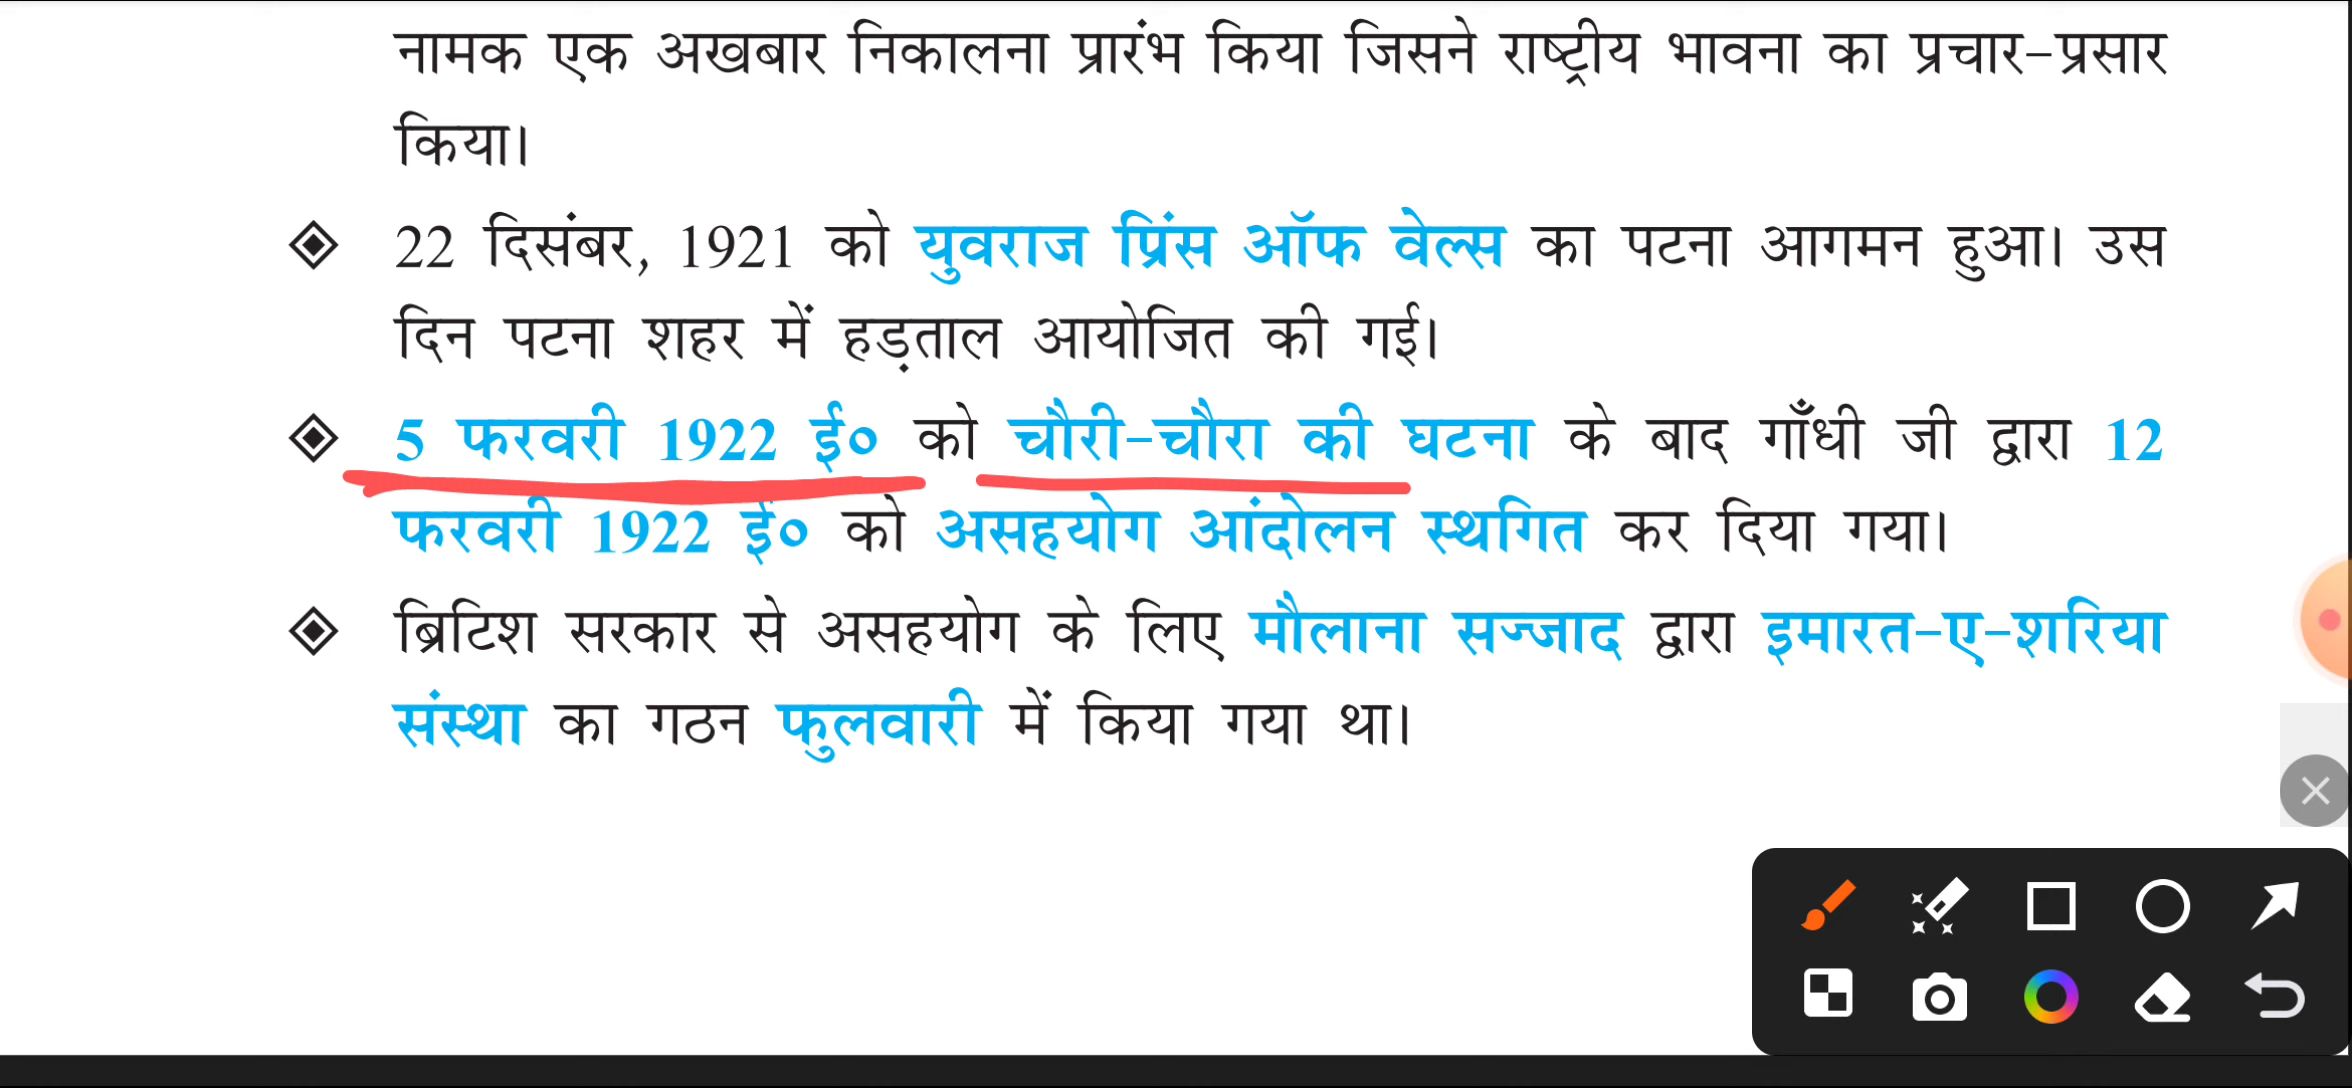 नामक एक अखबार निकालना प्रारंभ किया जिसने राष्ट्रीय भावना का प्रचार-प्रसार
किया।
22 दिसंबर, 1921 को युवराज प्रिंस ऑफ वेल्स का पटना आगमन हुआ। उस
दिन पटना शहर में हड़ताल आयोजित की गई।
5 फरवरी 1922 ई० को चौरी-चौरा की घटना के बाद गाँधी जी द्वारा 12
फरवरी 1922 ई० को असहयोग आंदोलन स्थगित कर दिया गया।
ब्रिटिश सरकार से असहयोग के लिए मौलाना सज्जाद द्वारा इमारत-ए-शरिया
संस्था का गठन फुलवारी में किया गया था।